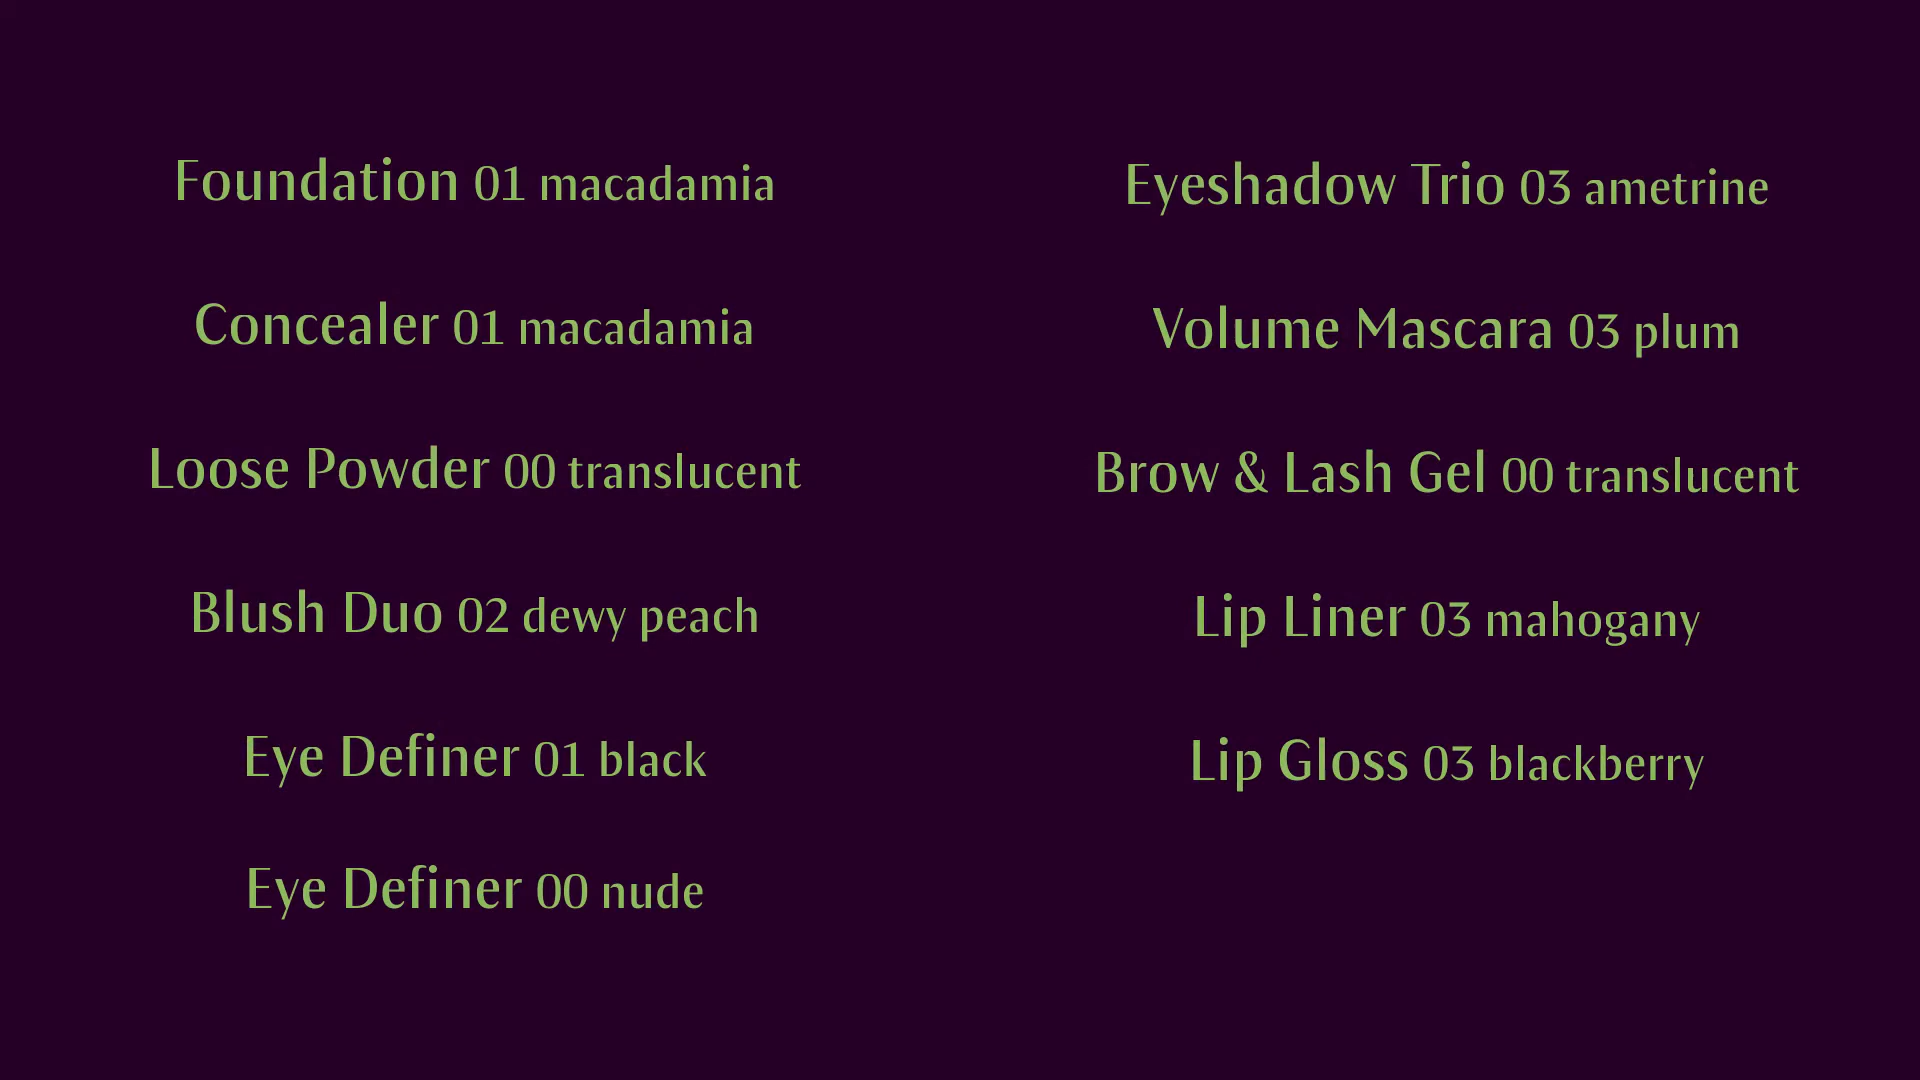 Foundation 01 macadamia
Concealer 01 macadamia
Loose Powder 00 translucent
Blush Duo 02 dewy peach
Eye Definer 01 black
Eye Definer 00 nude
Eyeshadow Trio 03 ametrine
Volume Mascara 03 plum
Brow & Lash Gel 00 translucent
Lip Liner 03 mahogany
Lip Gloss 03 blackberry